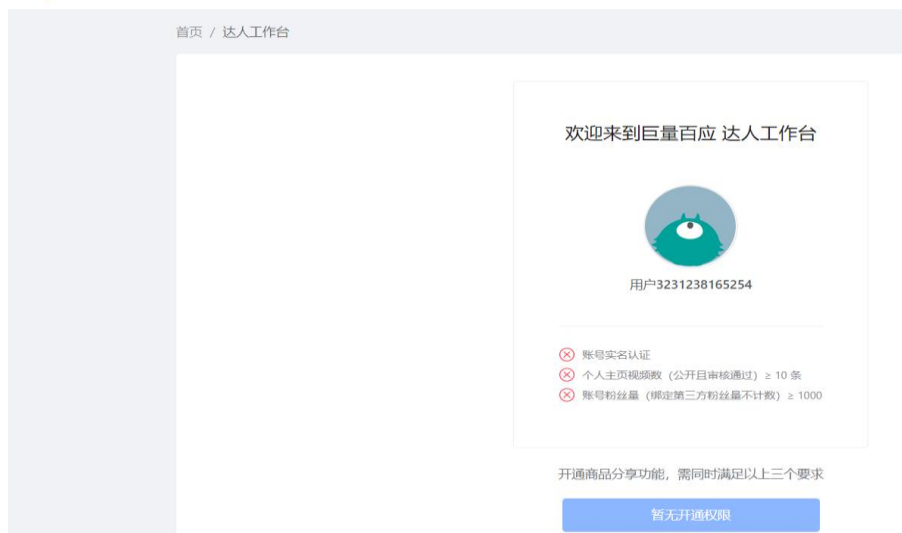 首页 / 达人工作台
欢迎来到巨量百应 达人工作台
用户3231238165254
账号实名认证
个人主页视频数（公开且审核通过）≥ 10 条
账号粉丝量（绑定第三方粉丝量不计数）≥ 1000
开通商品分享功能，需同时满足以上三个要求
暂无开通权限